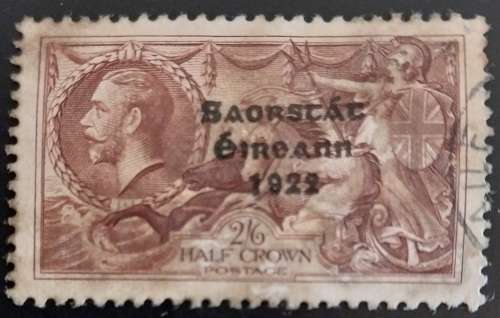 Saorstát
Éireann
1922
2/6
HALF CROWN
POSTAGE